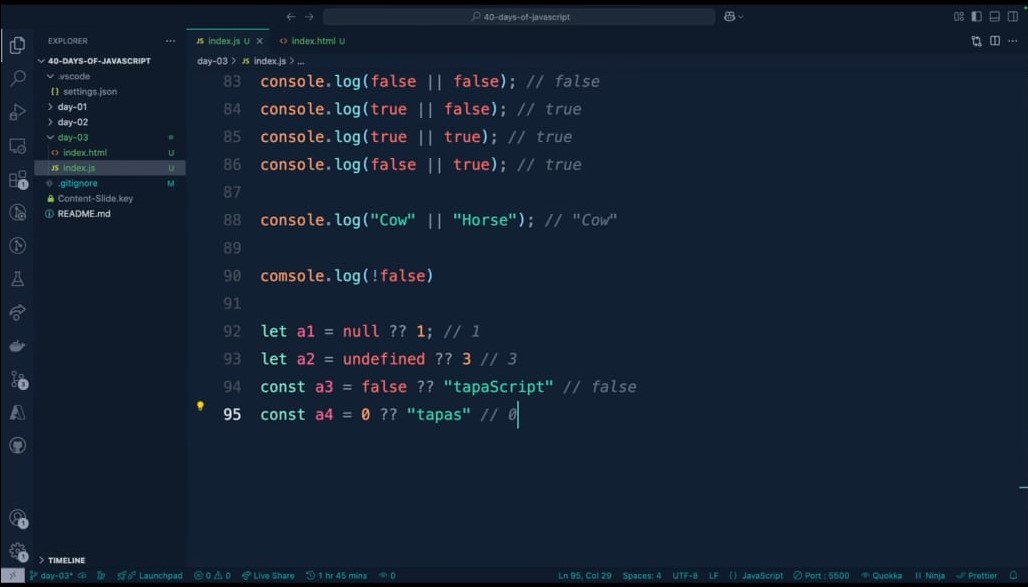 40-days-of-javascript
EXPLORER
JS index.js U ×
<> index.html U
40-DAYS-OF-JAVASCRIPT
day-03 > JS index.js > ...
.vscode
{} settings.json
day-01
day-02
day-03
<> index.html U
JS index.js U
.gitignore M
Content-Slide.key
README.md
83 console.log(false || false); // false
84 console.log(true || false); // true
85 console.log(true || true); // true
86 console.log(false || true); // true
87
88 console.log("Cow" || "Horse"); // "Cow"
89
90 comsole.log(!false)
91
92 let a1 = null ?? 1; // 1
93 let a2 = undefined ?? 3 // 3
94 const a3 = false ?? "tapaScript" // false
95 const a4 = 0 ?? "tapas" // 0
1
3
1
1
TIMELINE
day-03* Launchpad 0 0 Live Share 1 hr 45 mins 0 Ln 95, Col 29 Spaces: 4 UTF-8 LF {} JavaScript Port : 5500 Quokka Ninja Prettier